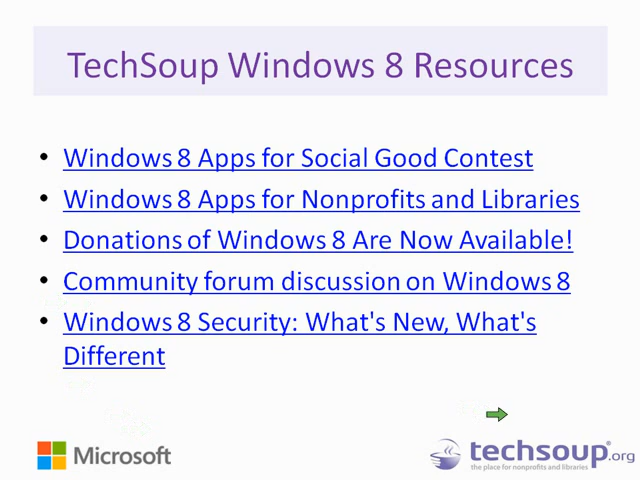 TechSoup Windows 8 Resources
• Windows 8 Apps for Social Good Contest
• Windows 8 Apps for Nonprofits and Libraries
• Donations of Windows 8 Are Now Available!
• Community forum discussion on Windows 8
• Windows 8 Security: What's New, What's
Different
Microsoft
techsoup.org
the place for nonprofits and libraries